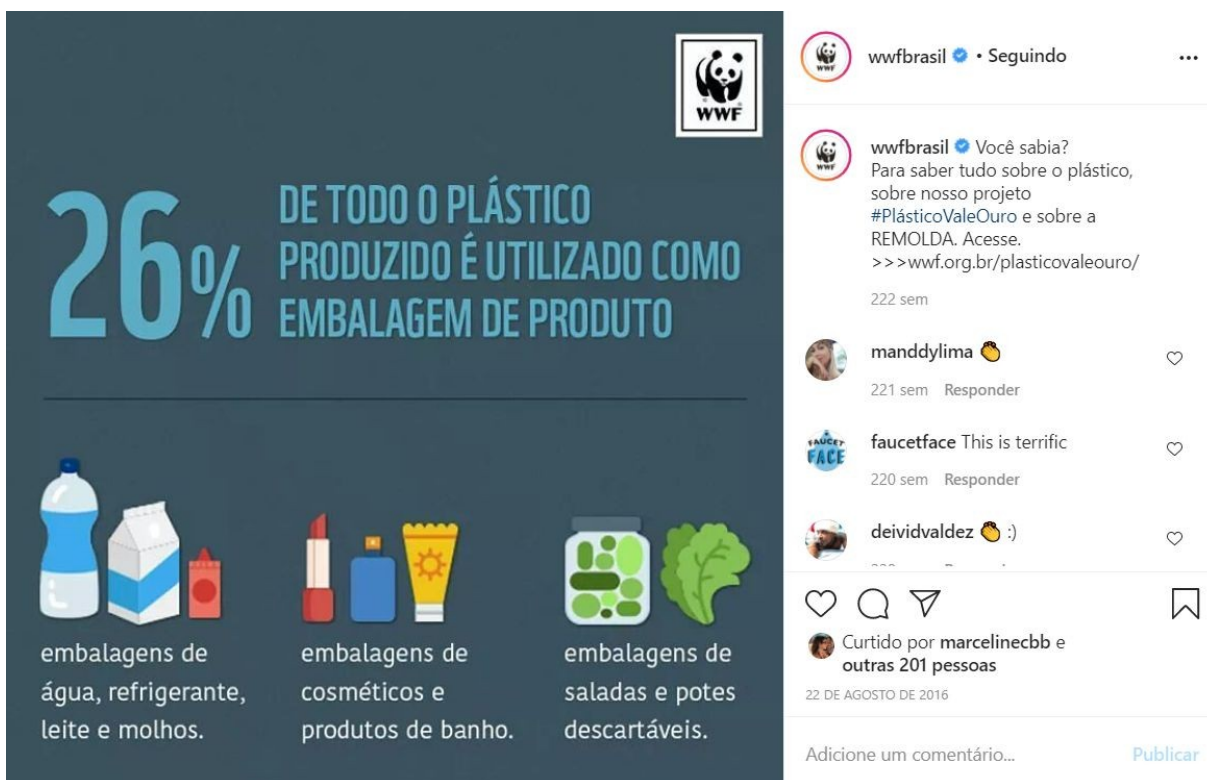 WWF
26%
DE TODO O PLÁSTICO
PRODUZIDO É UTILIZADO COMO
EMBALAGEM DE PRODUTO
embalagens de
água, refrigerante,
leite e molhos.
embalagens de
cosméticos e
produtos de banho.
embalagens de
saladas e potes
descartáveis.
WWF
wwfbrasil • Seguindo
WWF
wwfbrasil Você sabia?
Para saber tudo sobre o plástico,
sobre nosso projeto
#PlásticoValeOuro e sobre a
REMOLDA. Acesse.
>>>wwf.org.br/plasticovaleouro/
222 sem
manddylima 👏
221 sem Responder
FAUCET
FACE
faucetface This is terrific
220 sem Responder
deividvaldez 👏 :)
Curtido por marcelinecbb e
outras 201 pessoas
22 DE AGOSTO DE 2016
Adicione um comentário... Publicar